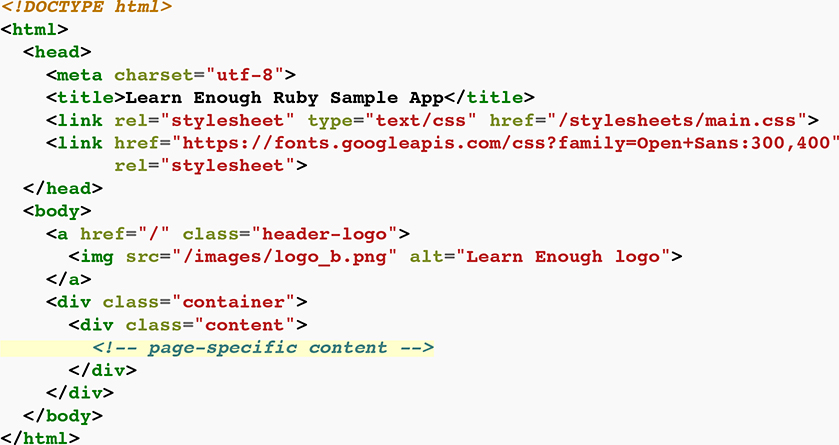 <!DOCTYPE html>
<html>
  <head>
    <meta charset="utf-8">
    <title>Learn Enough Ruby Sample App</title>
    <link rel="stylesheet" type="text/css" href="/stylesheets/main.css">
    <link href="https://fonts.googleapis.com/css?family=Open+Sans:300,400"
          rel="stylesheet">
  </head>
  <body>
    <a href="/" class="header-logo">
      <img src="/images/logo_b.png" alt="Learn Enough logo">
    </a>
    <div class="container">
      <div class="content">
        <!-- page-specific content -->
      </div>
    </div>
  </body>
</html>